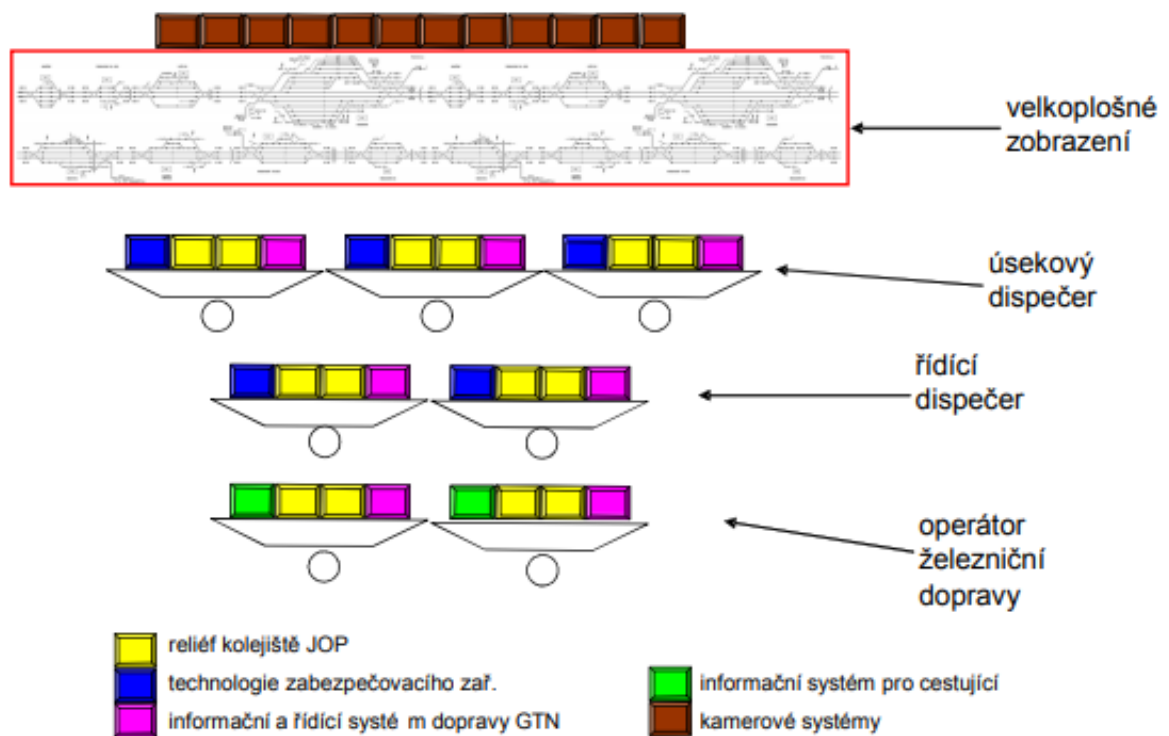 velkoplošné
zobrazení
úsekový
dispečer
řídící
dispečer
operátor
železniční
dopravy
reliéf kolejiště JOP
technologie zabezpečovacího zař.
informační a řídící systé m dopravy GTN
informační systém pro cestující
kamerové systémy